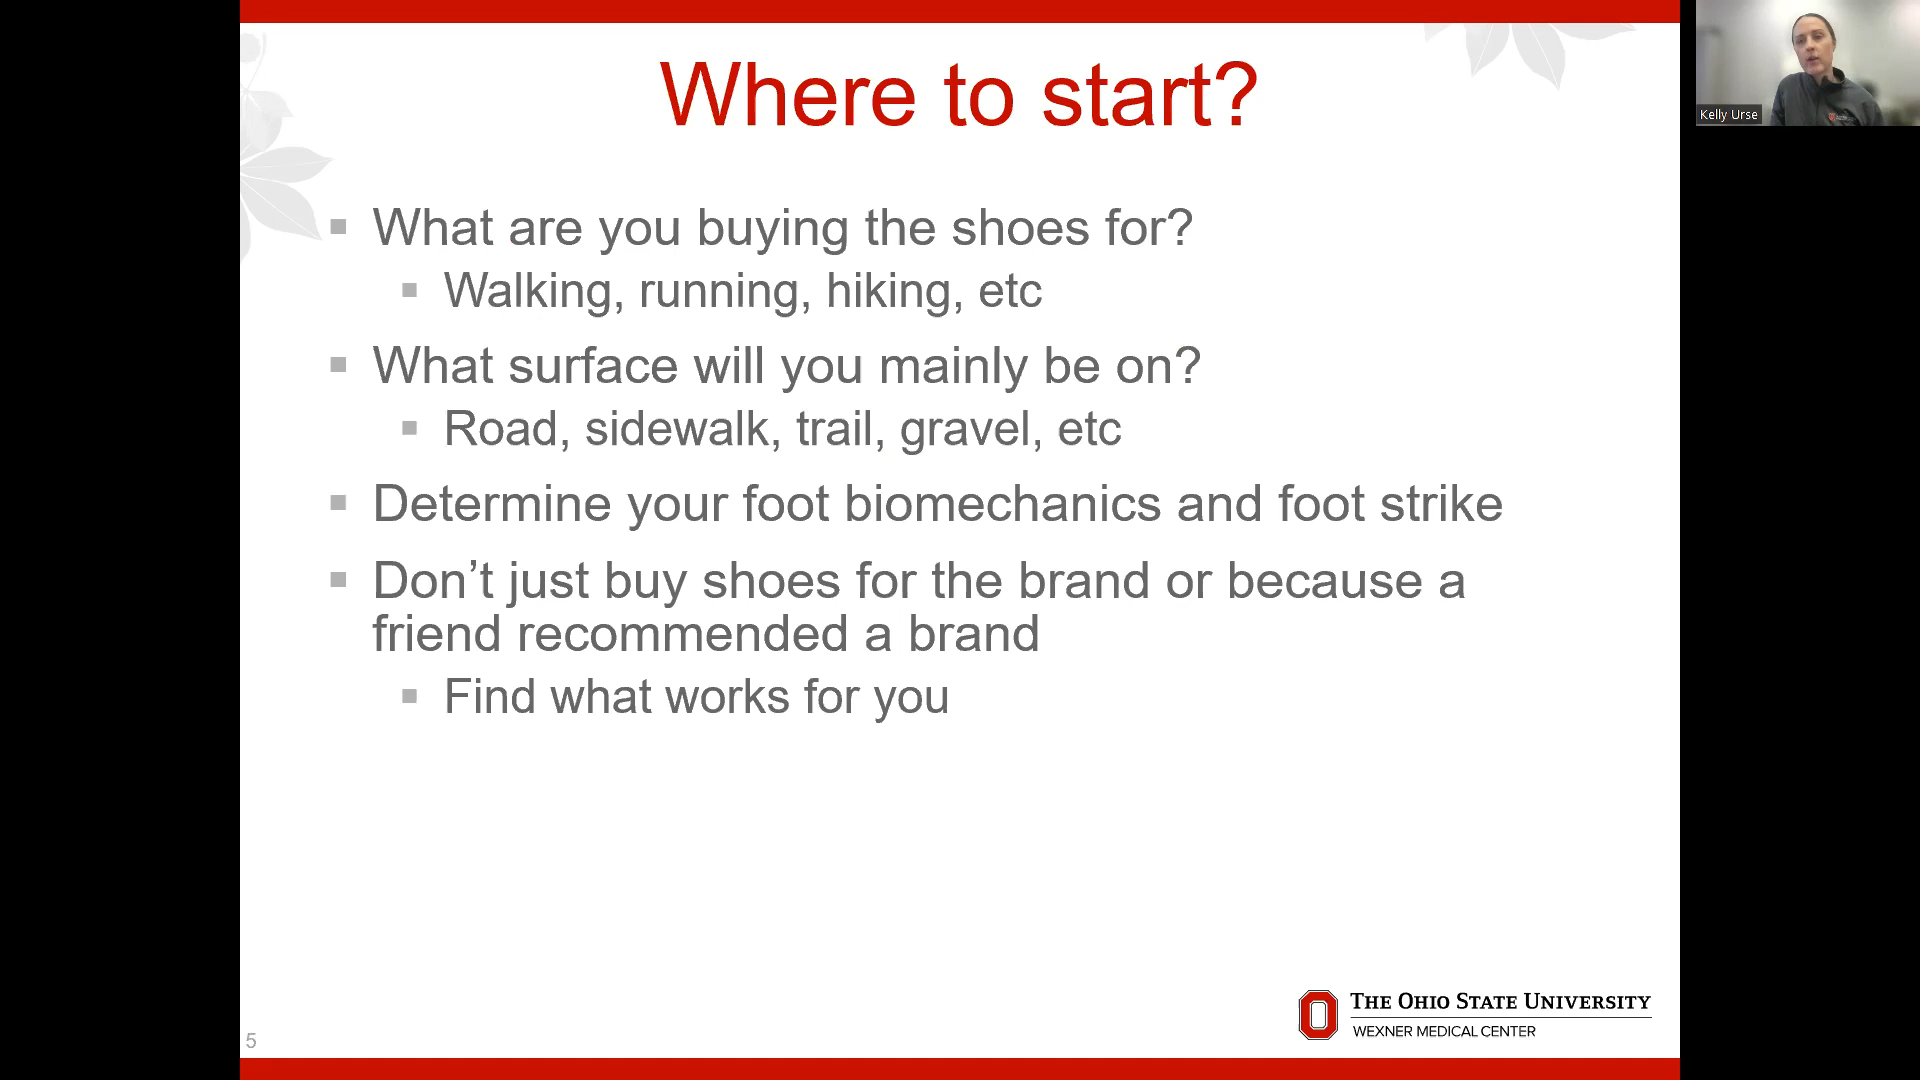 Where to start?
What are you buying the shoes for?
Walking, running, hiking, etc
What surface will you mainly be on?
Road, sidewalk, trail, gravel, etc
Determine your foot biomechanics and foot strike
Don’t just buy shoes for the brand or because a
friend recommended a brand
Find what works for you
Kelly Urse
THE OHIO STATE UNIVERSITY
WEXNER MEDICAL CENTER
5